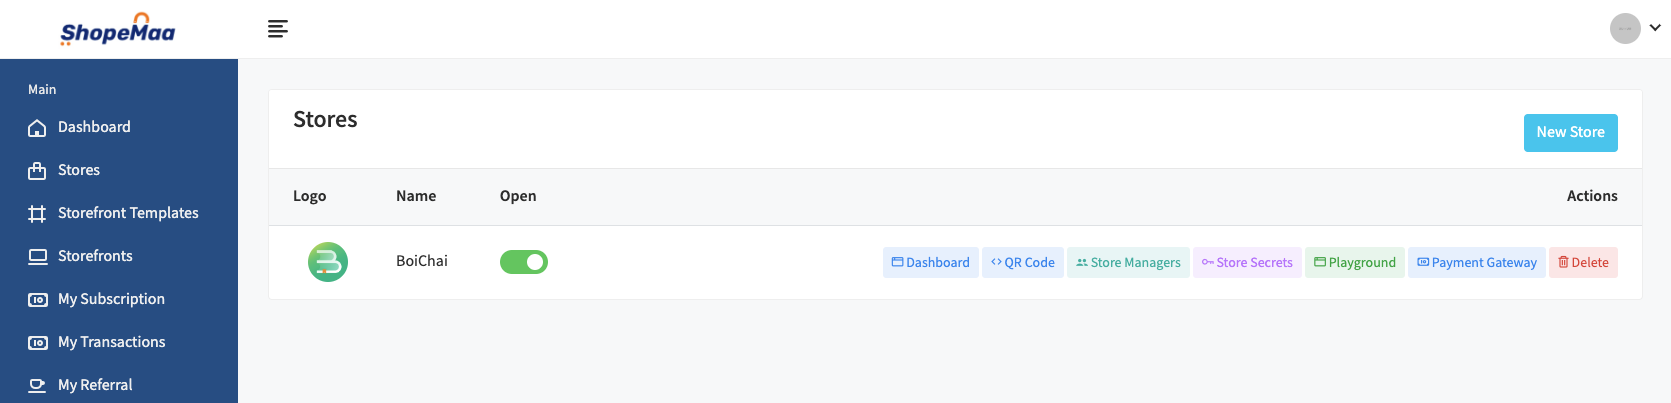 ShopeMaa
Main
Dashboard
Stores
Storefront Templates
Storefronts
My Subscription
My Transactions
My Referral
Stores
New Store
Logo Name Open Actions
BoiChai Dashboard QR Code Store Managers Store Secrets Playground Payment Gateway Delete